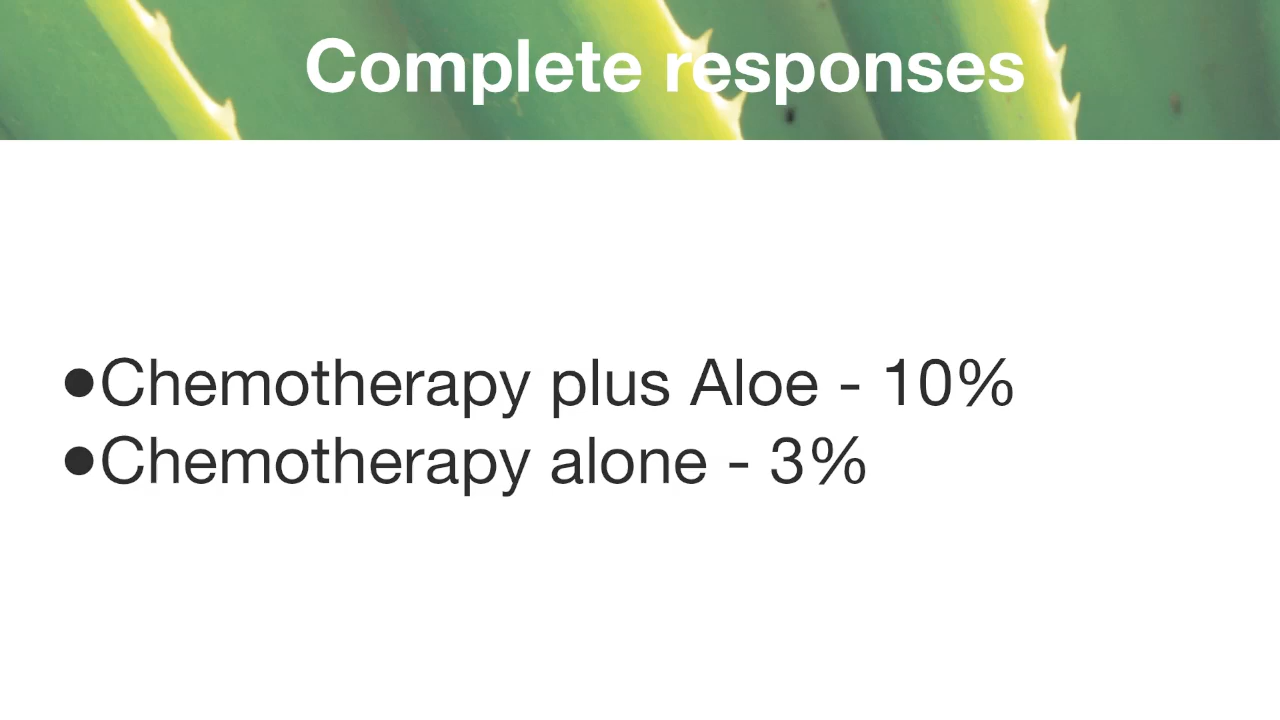 Complete responses
●Chemotherapy plus Aloe - 10%
●Chemotherapy alone - 3%